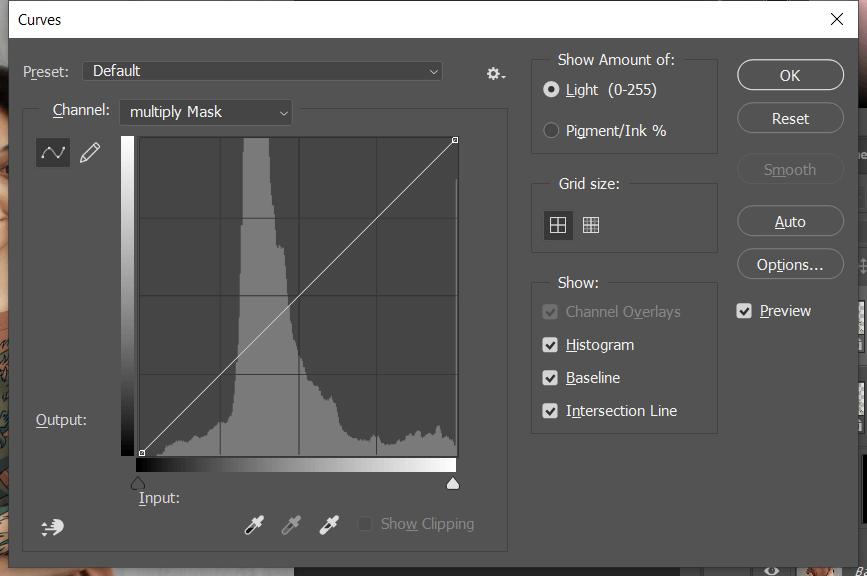 Curves
Preset: Default
Channel: multiply Mask
Output:
Input:
Show Clipping
Show Amount of:
Light (0-255)
Pigment/Ink %
Grid size:
Show:
Channel Overlays
Histogram
Baseline
Intersection Line
OK
Reset
Smooth
Auto
Options...
Preview